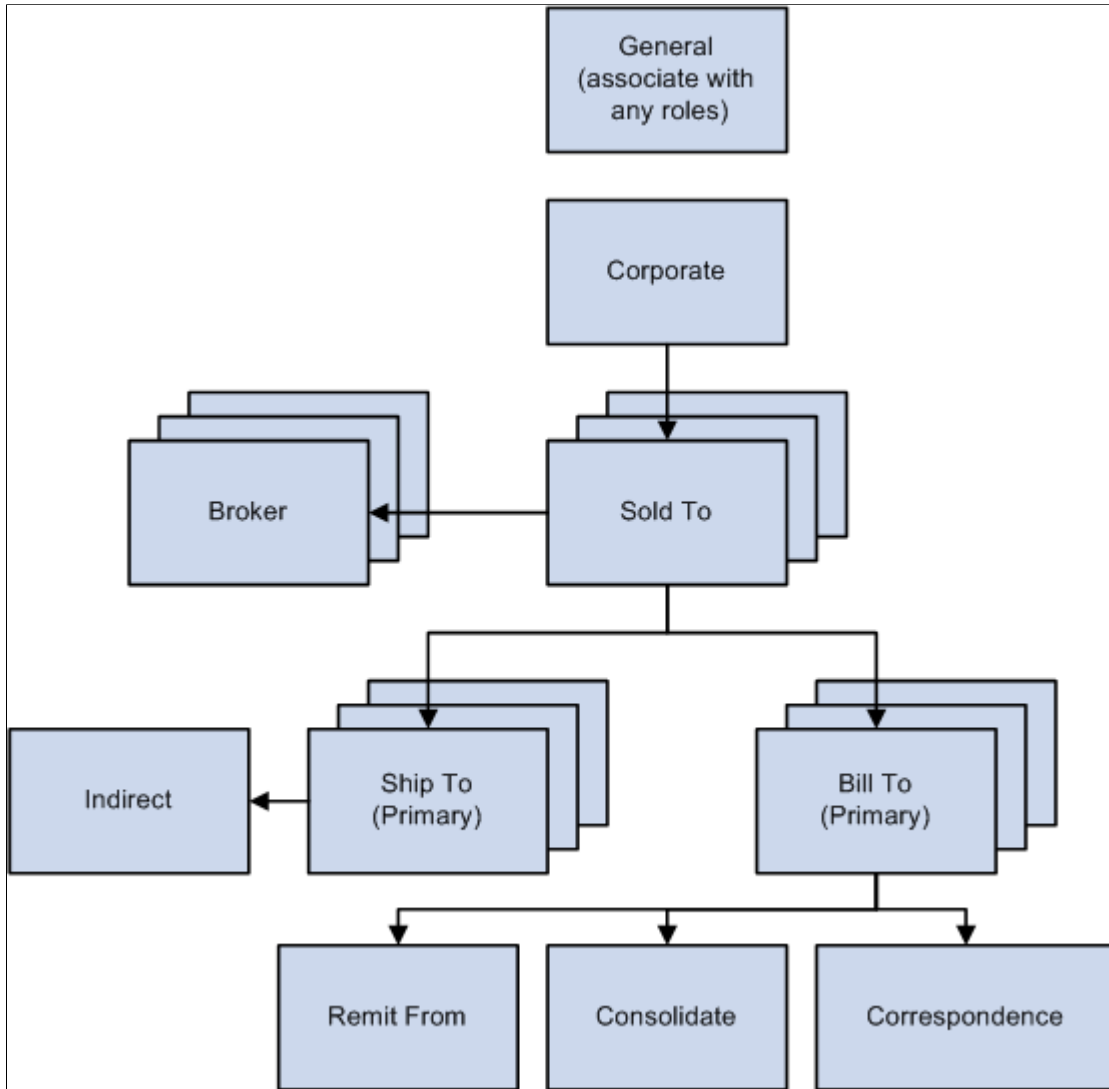 General
(associate with
any roles)
Corporate
Broker
Sold To
Indirect
Ship To
(Primary)
Bill To
(Primary)
Remit From
Consolidate
Correspondence